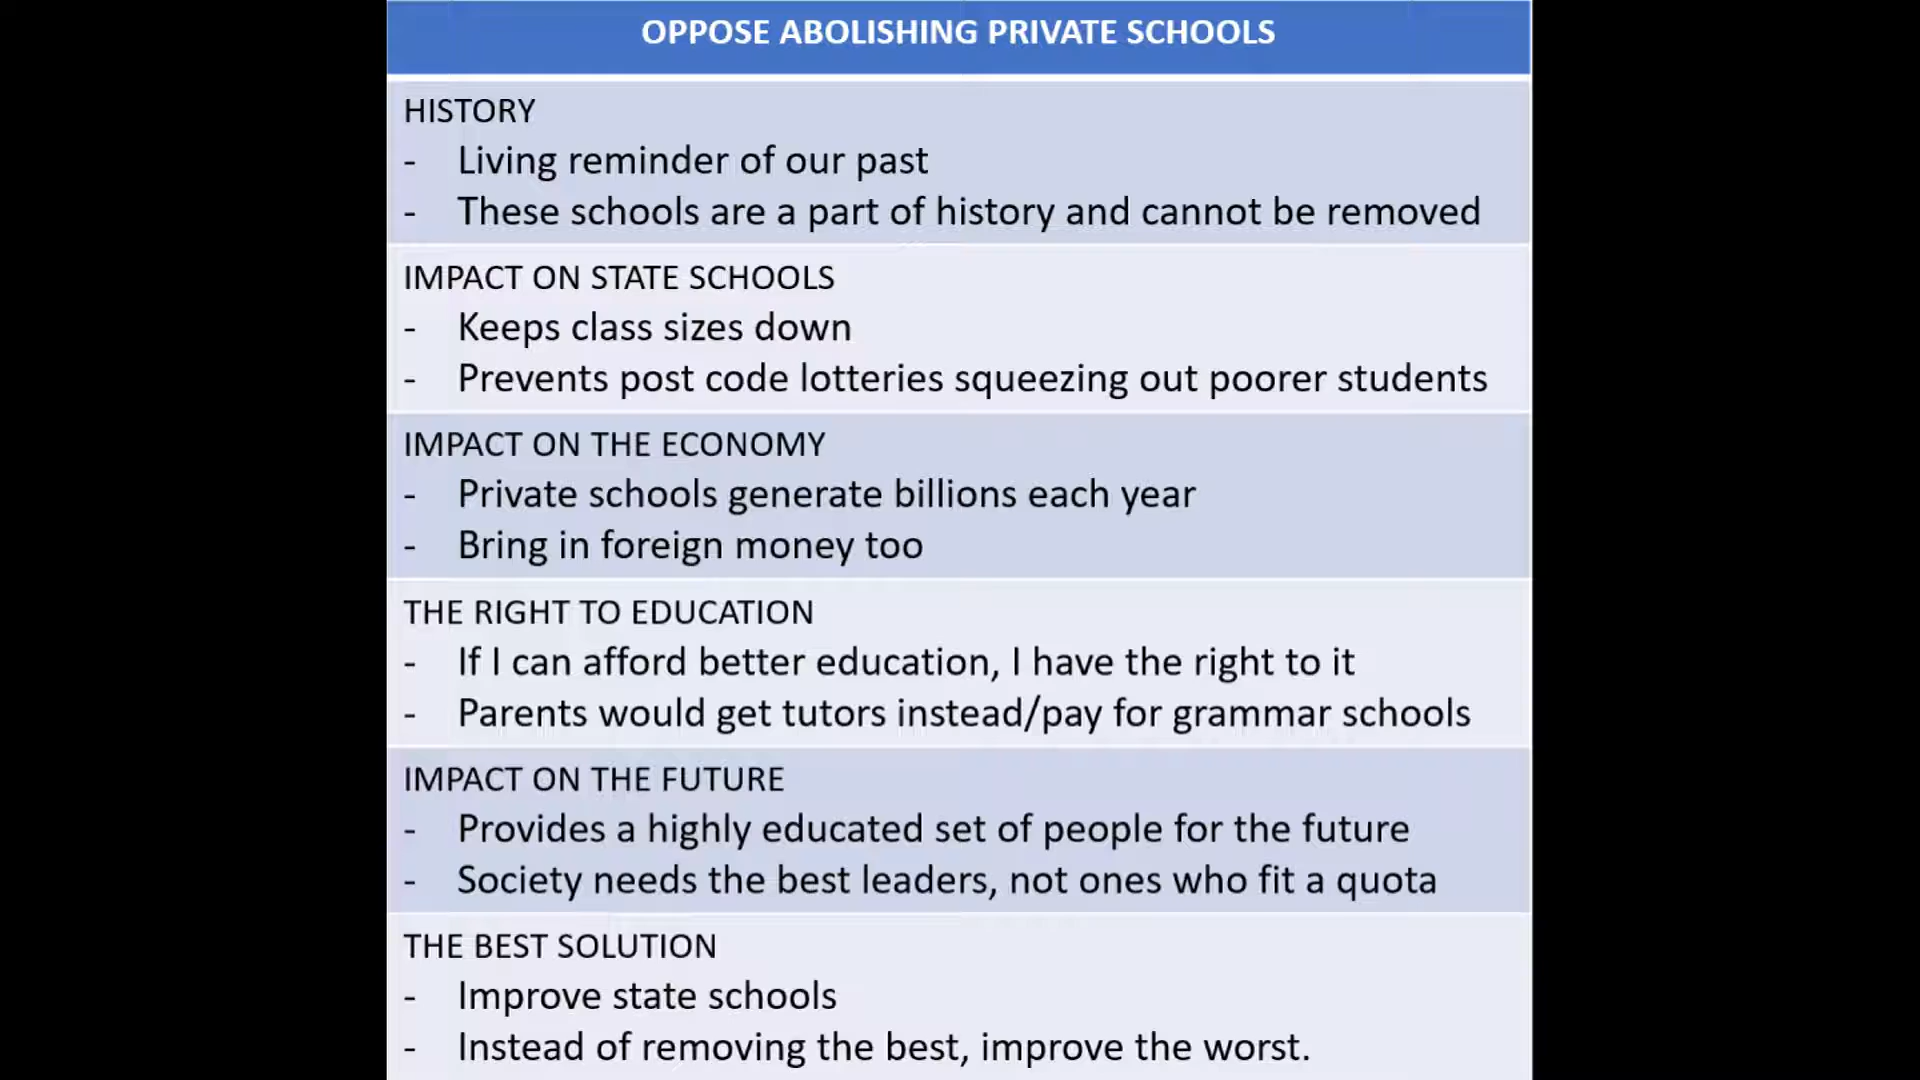 OPPOSE ABOLISHING PRIVATE SCHOOLS
HISTORY
- Living reminder of our past
- These schools are a part of history and cannot be removed
IMPACT ON STATE SCHOOLS
- Keeps class sizes down
- Prevents post code lotteries squeezing out poorer students
IMPACT ON THE ECONOMY
- Private schools generate billions each year
- Bring in foreign money too
THE RIGHT TO EDUCATION
- If I can afford better education, I have the right to it
- Parents would get tutors instead/pay for grammar schools
IMPACT ON THE FUTURE
- Provides a highly educated set of people for the future
- Society needs the best leaders, not ones who fit a quota
THE BEST SOLUTION
- Improve state schools
- Instead of removing the best, improve the worst.